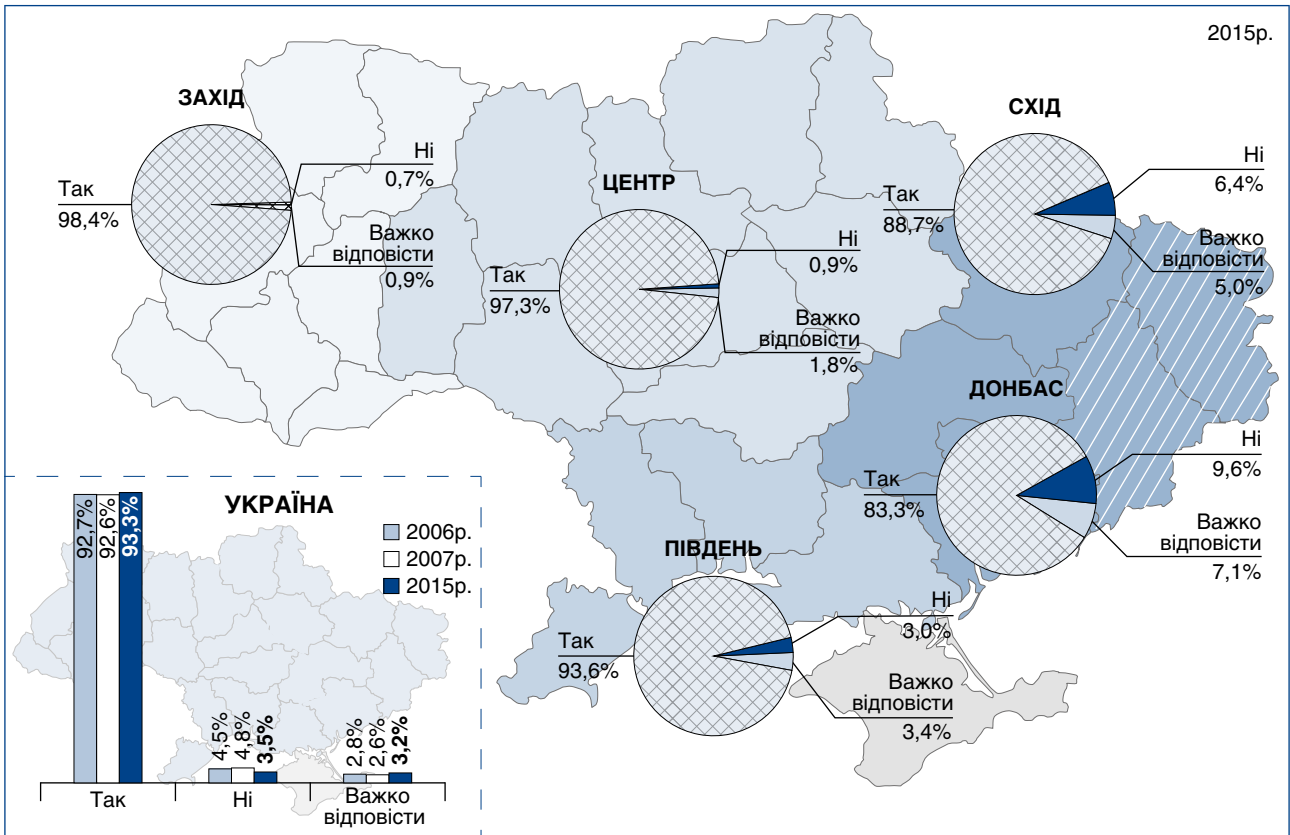 2015р.
ЗАХІД
Так
98,4%
Ні
0,7%
Важко
відповісти
0,9%
ЦЕНТР
Так
97,3%
Ні
0,9%
Важко
відповісти
1,8%
СХІД
Так
88,7%
Ні
6,4%
Важко
відповісти
5,0%
ДОНБАС
Так
83,3%
Ні
9,6%
Важко
відповісти
7,1%
ПІВДЕНЬ
Так
93,6%
Ні
3,0%
Важко
відповісти
3,4%
УКРАЇНА
2006р.
2007р.
2015р.
92,7%
92,6%
93,3%
4,5%
4,8%
3,5%
2,8%
2,6%
3,2%
Так
Ні
Важко
відповісти